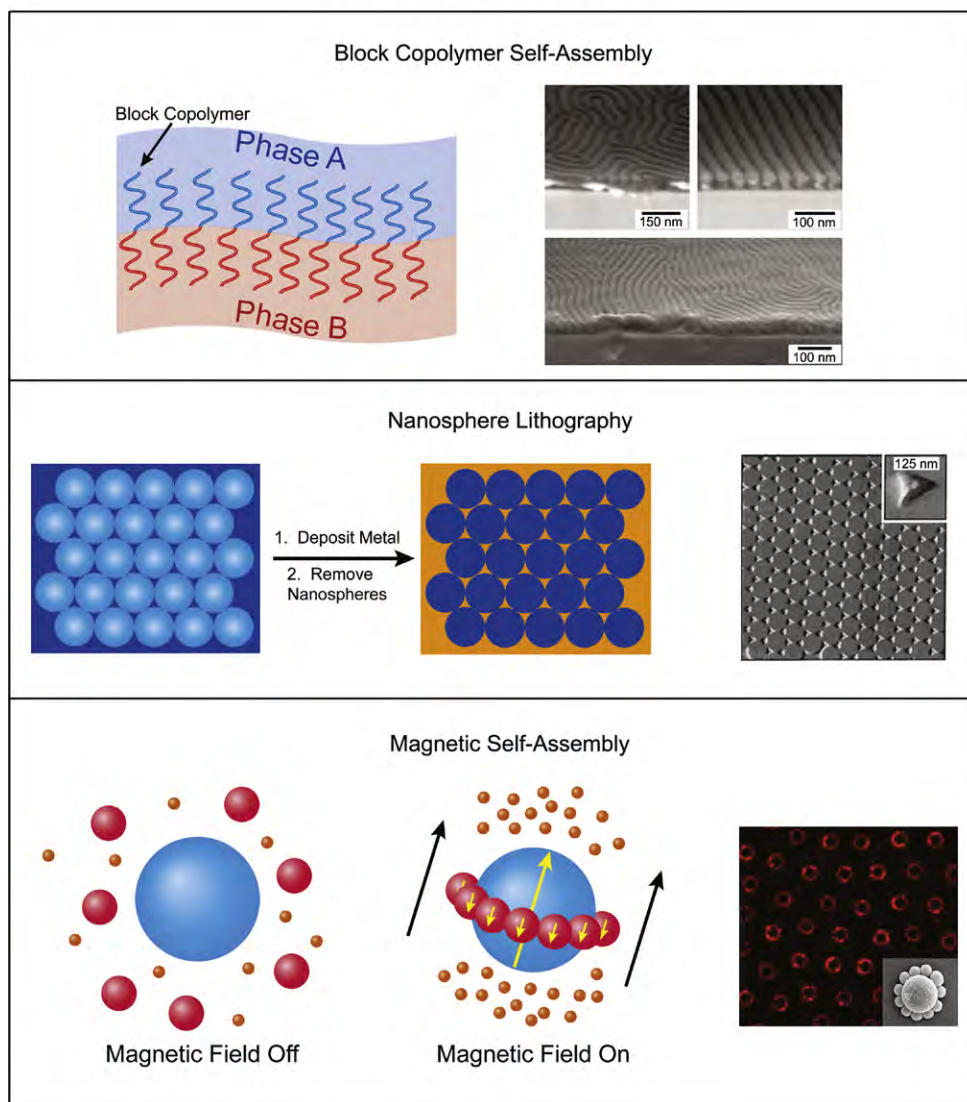 Block Copolymer Self-Assembly
Block Copolymer
Phase A
Phase B
150 nm
100 nm
100 nm
Nanosphere Lithography
1. Deposit Metal
2. Remove
Nanospheres
125 nm
Magnetic Self-Assembly
Magnetic Field Off
Magnetic Field On